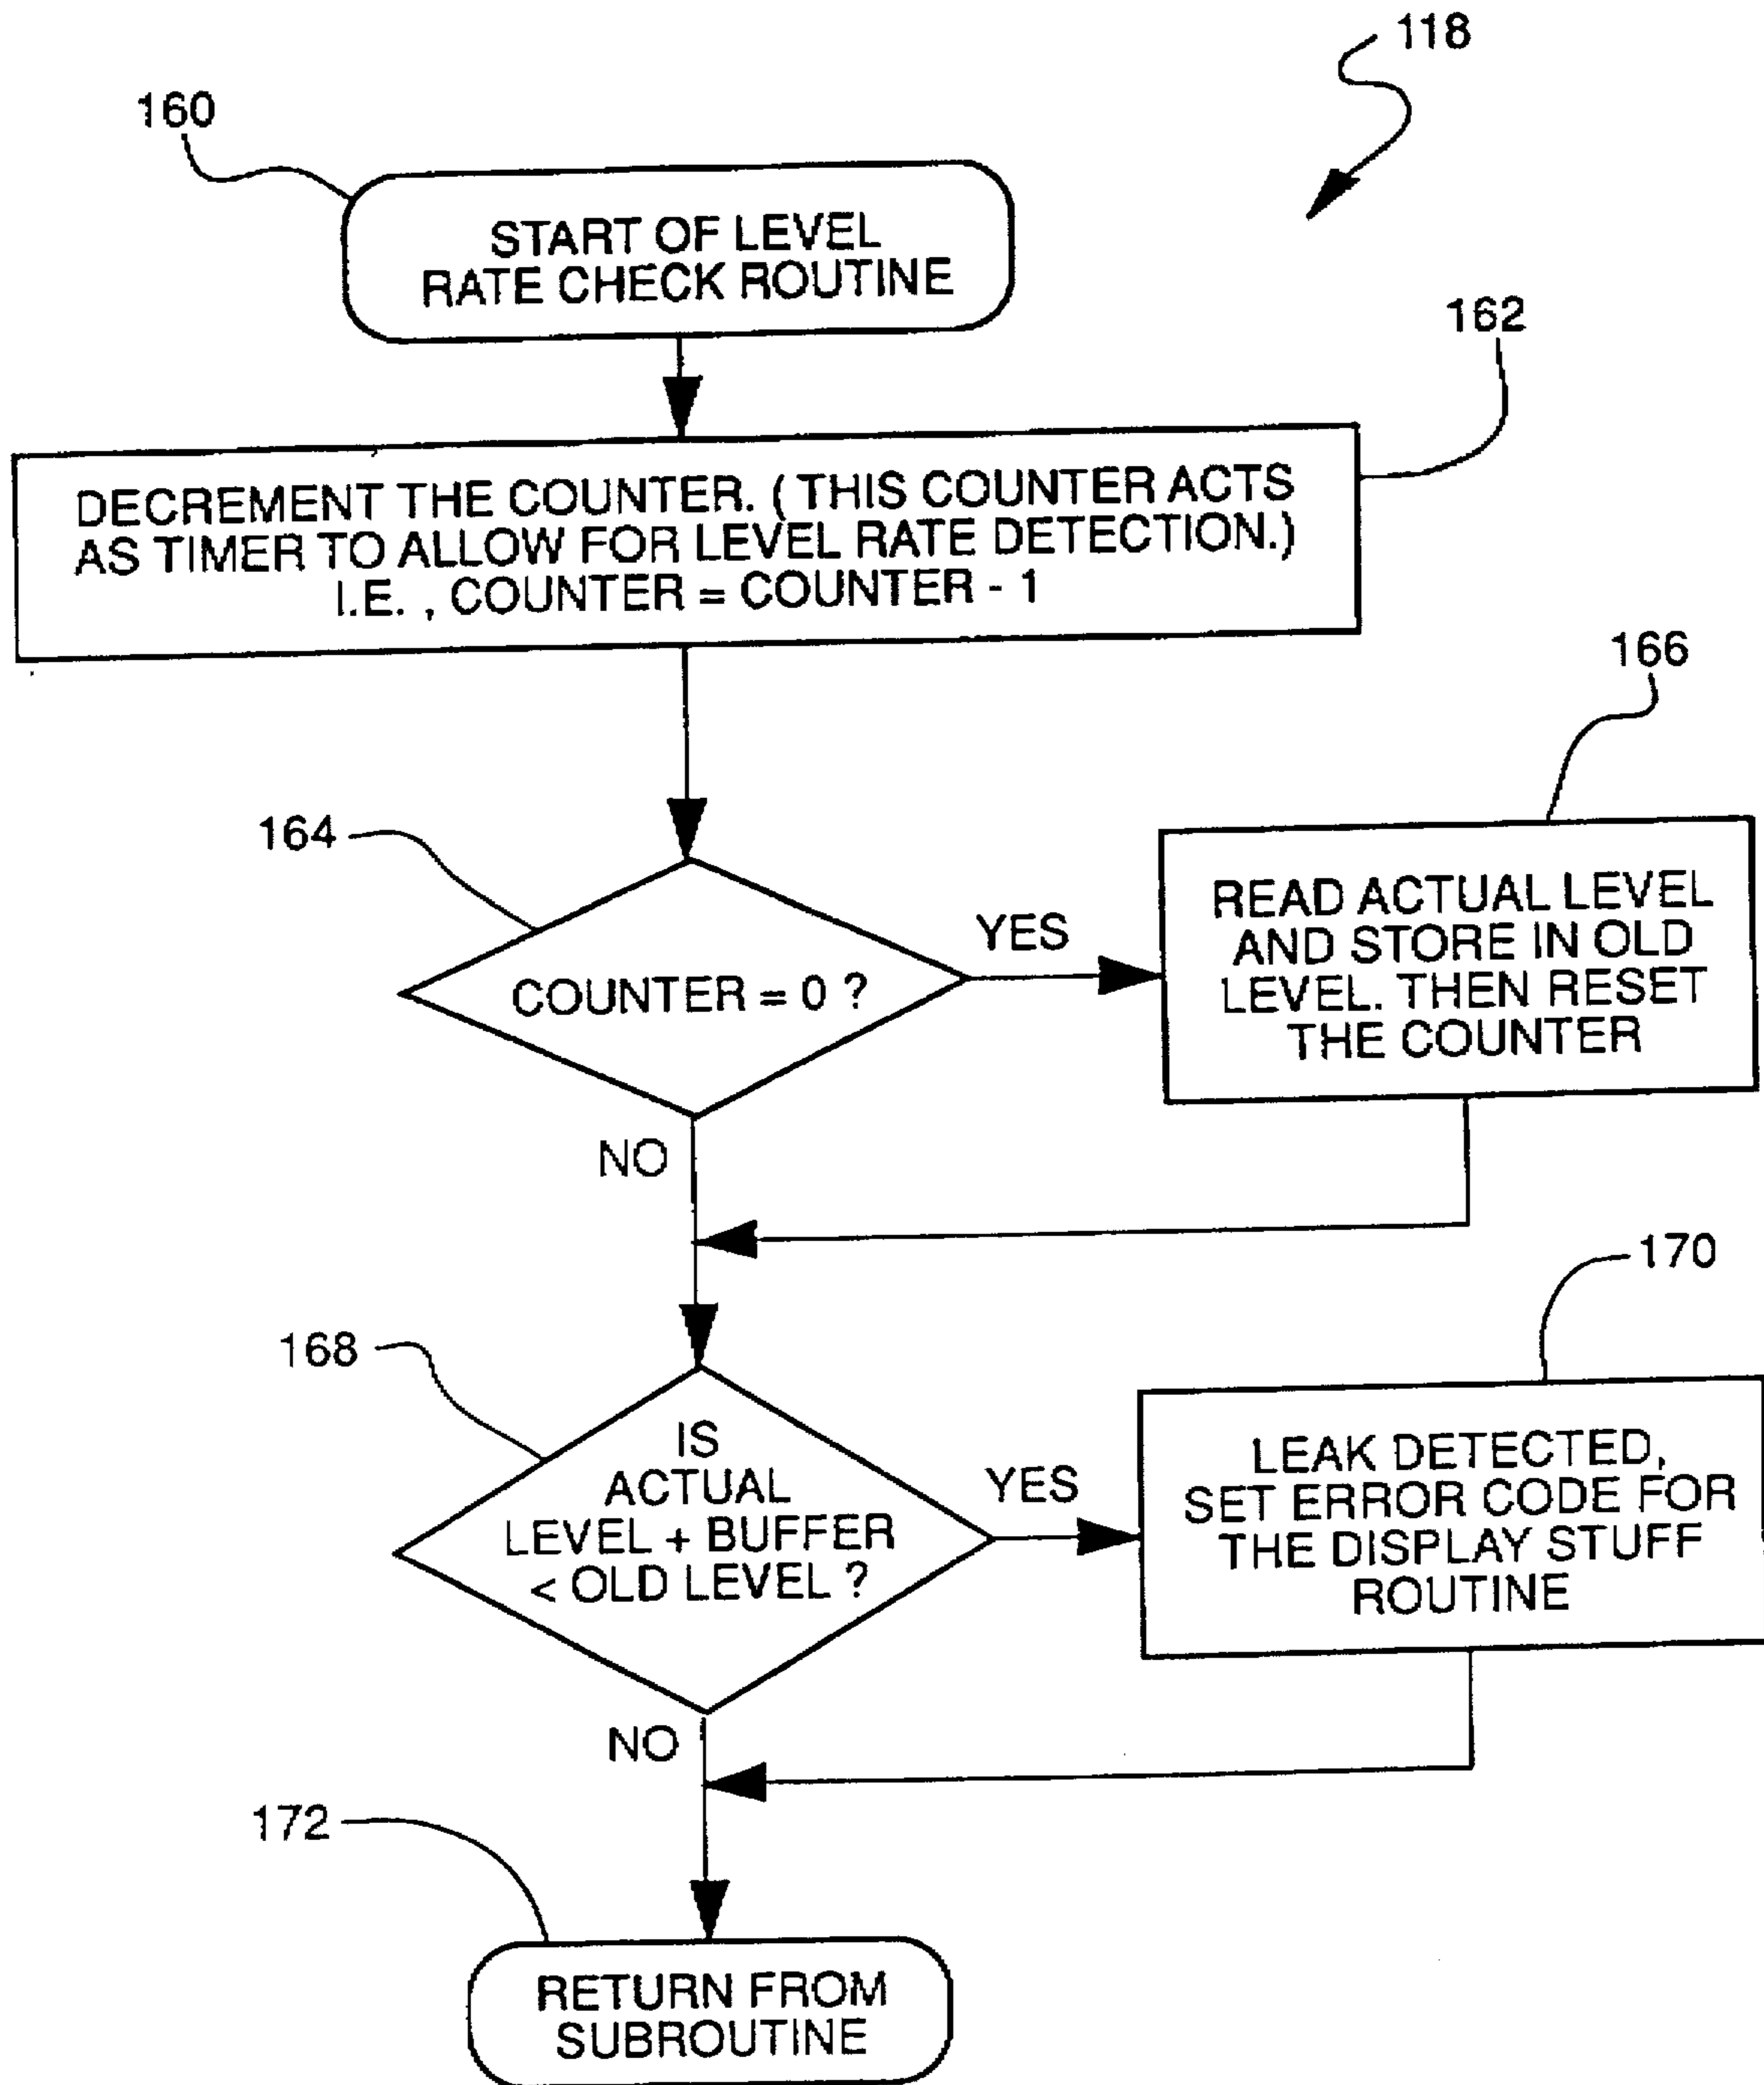 118
160
START OF LEVEL
RATE CHECK ROUTINE
162
DECREMENT THE COUNTER. ( THIS COUNTER ACTS
AS TIMER TO ALLOW FOR LEVEL RATE DETECTION.)
I.E. , COUNTER = COUNTER - 1
164
COUNTER = 0 ?
YES
166
READ ACTUAL LEVEL
AND STORE IN OLD
LEVEL. THEN RESET
THE COUNTER
NO
168
IS
ACTUAL
LEVEL + BUFFER
< OLD LEVEL ?
YES
170
LEAK DETECTED,
SET ERROR CODE FOR
THE DISPLAY STUFF
ROUTINE
NO
172
RETURN FROM
SUBROUTINE